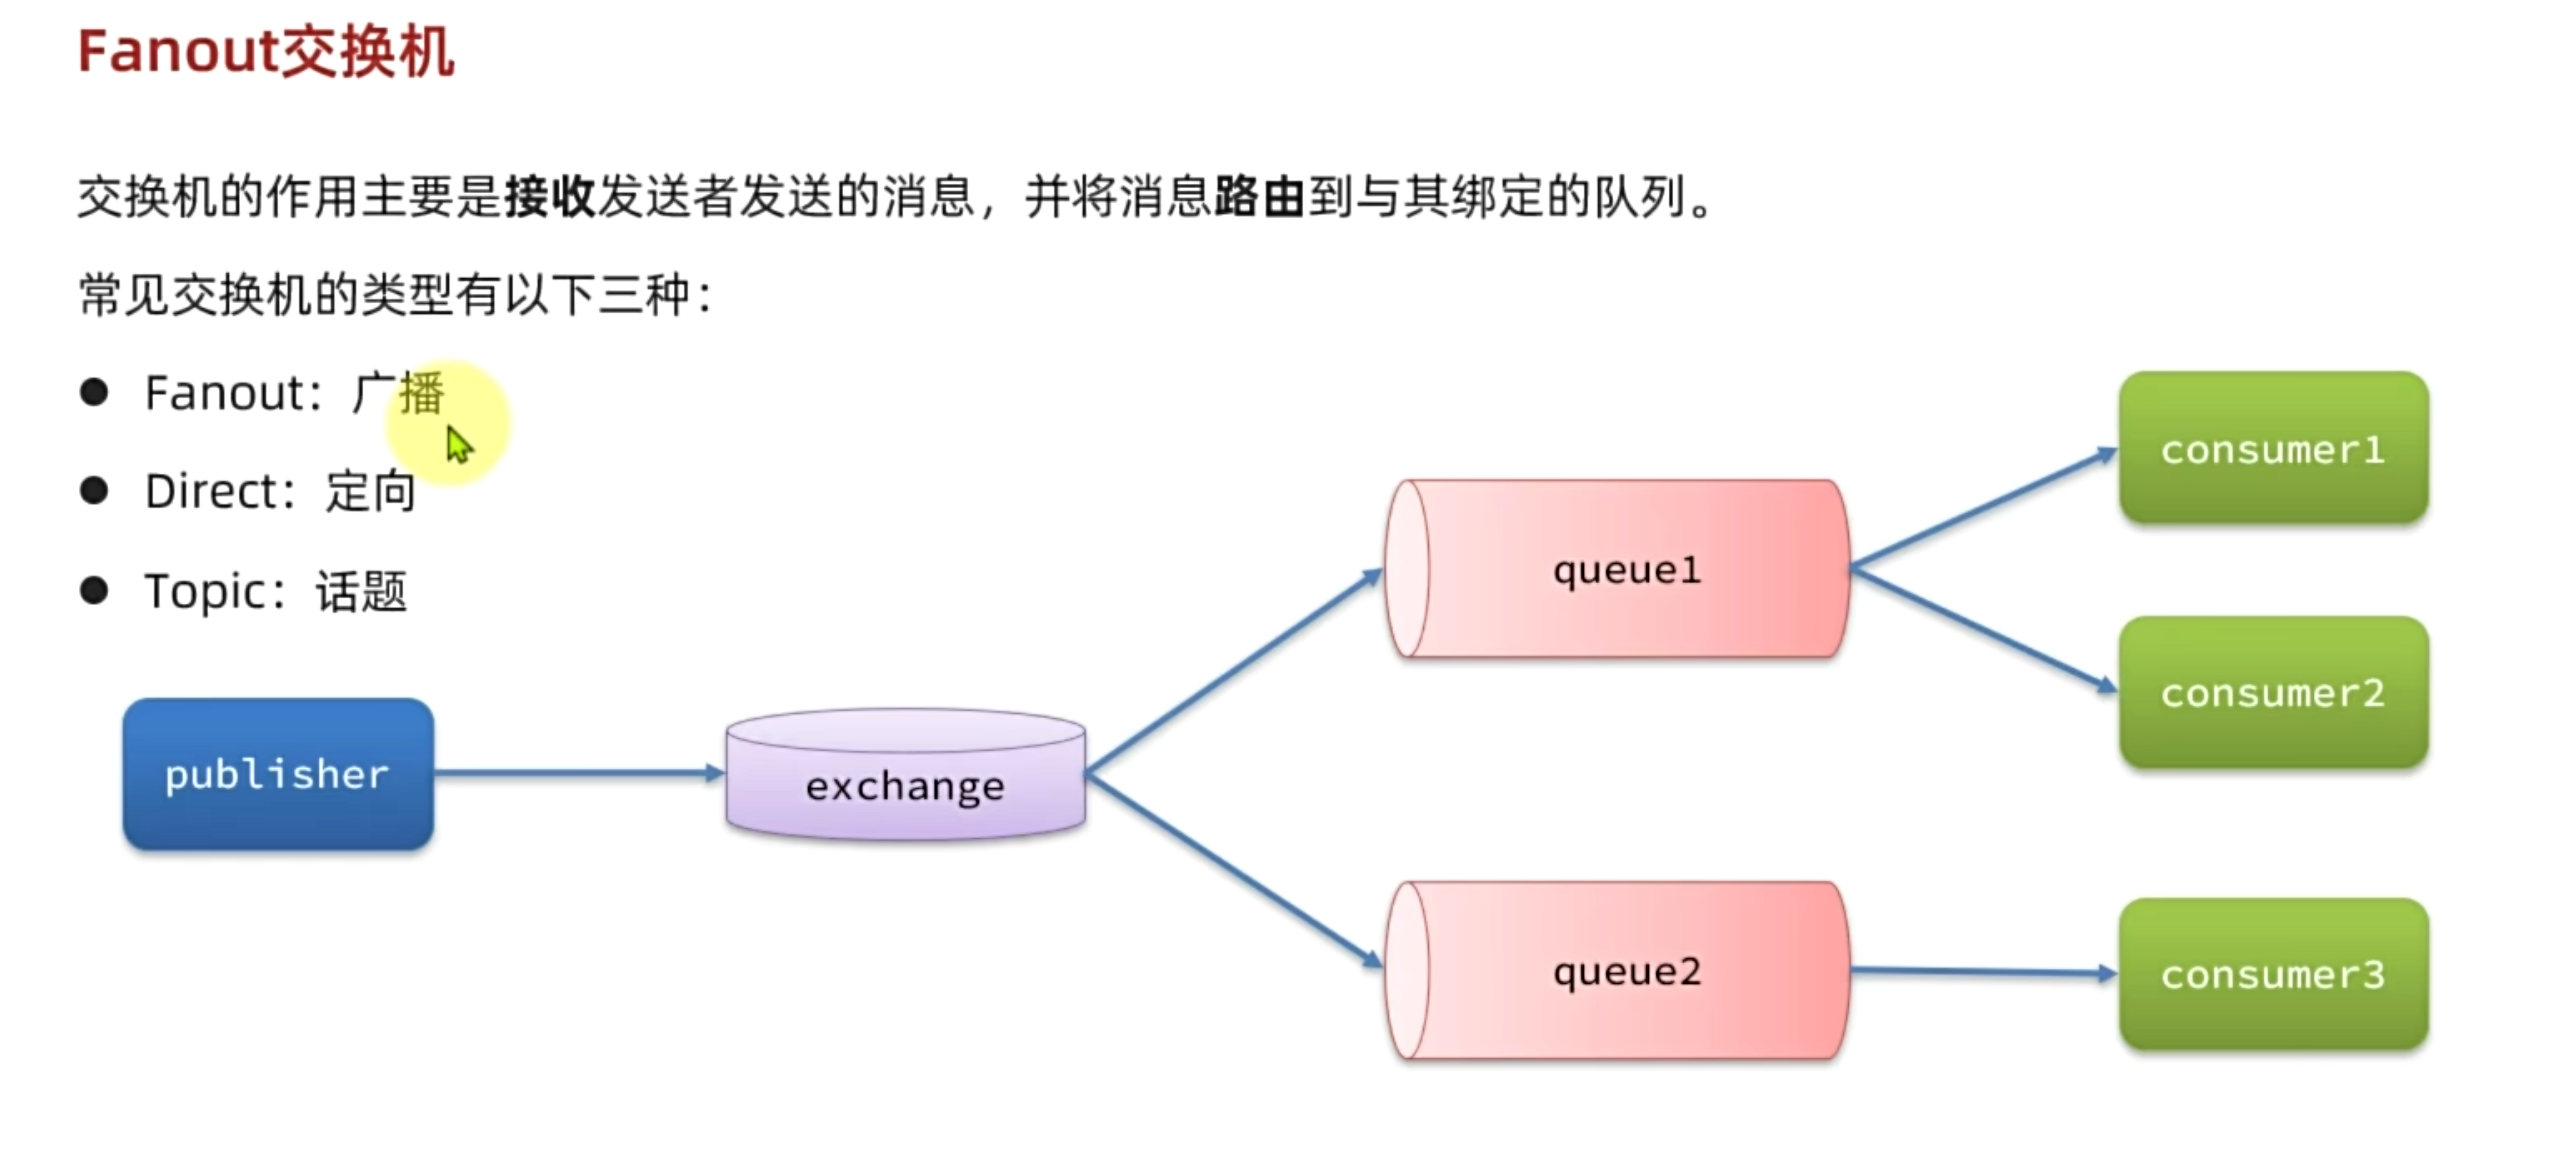 Fanout交换机
交换机的作用主要是接收发送者发送的消息，并将消息路由到与其绑定的队列。
常见交换机的类型有以下三种：
Fanout：广播
Direct：定向
Topic：话题
publisher
exchange
queue1
queue2
consumer1
consumer2
consumer3